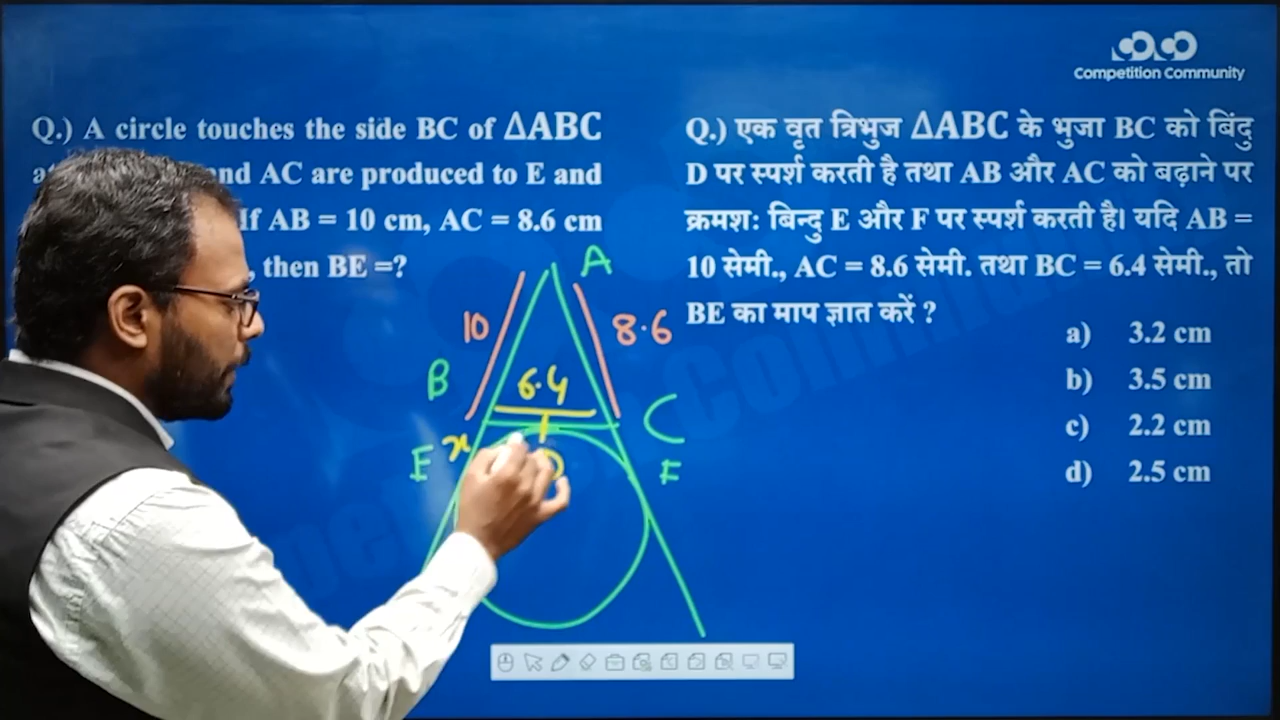 Competition Community
Q.) A circle touches the side BC of ΔABC
and AC are produced to E and
If AB = 10 cm, AC = 8.6 cm
, then BE =?
Q.) एक वृत त्रिभुज ΔABC के भुजा BC को बिंदु
D पर स्पर्श करती है तथा AB और AC को बढ़ाने पर
क्रमश: बिन्दु E और F पर स्पर्श करती है। यदि AB =
10 सेमी., AC = 8.6 सेमी. तथा BC = 6.4 सेमी., तो
BE का माप ज्ञात करें ?
a) 3.2 cm
b) 3.5 cm
c) 2.2 cm
d) 2.5 cm
A
10
8.6
B
6.4
C
E
x
F